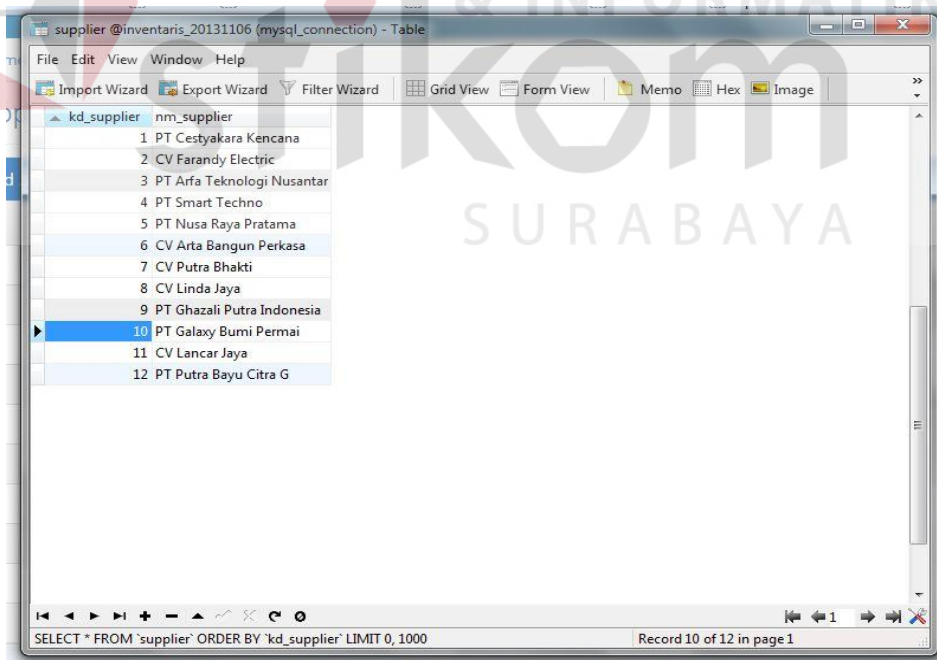 & INFORMATIK
supplier @inventaris_20131106 (mysql_connection) - Table
File Edit View Window Help
Import Wizard Export Wizard Filter Wizard Grid View Form View Memo Hex Image
kd_supplier nm_supplier
1 PT Cestyakara Kencana
2 CV Farandy Electric
3 PT Arfa Teknologi Nusantar
4 PT Smart Techno
5 PT Nusa Raya Pratama
6 CV Arta Bangun Perkasa
7 CV Putra Bhakti
8 CV Linda Jaya
9 PT Ghazali Putra Indonesia
10 PT Galaxy Bumi Permai
11 CV Lancar Jaya
12 PT Putra Bayu Citra G
stikom
SURABAYA
1
SELECT * FROM `supplier` ORDER BY `kd_supplier` LIMIT 0, 1000 Record 10 of 12 in page 1